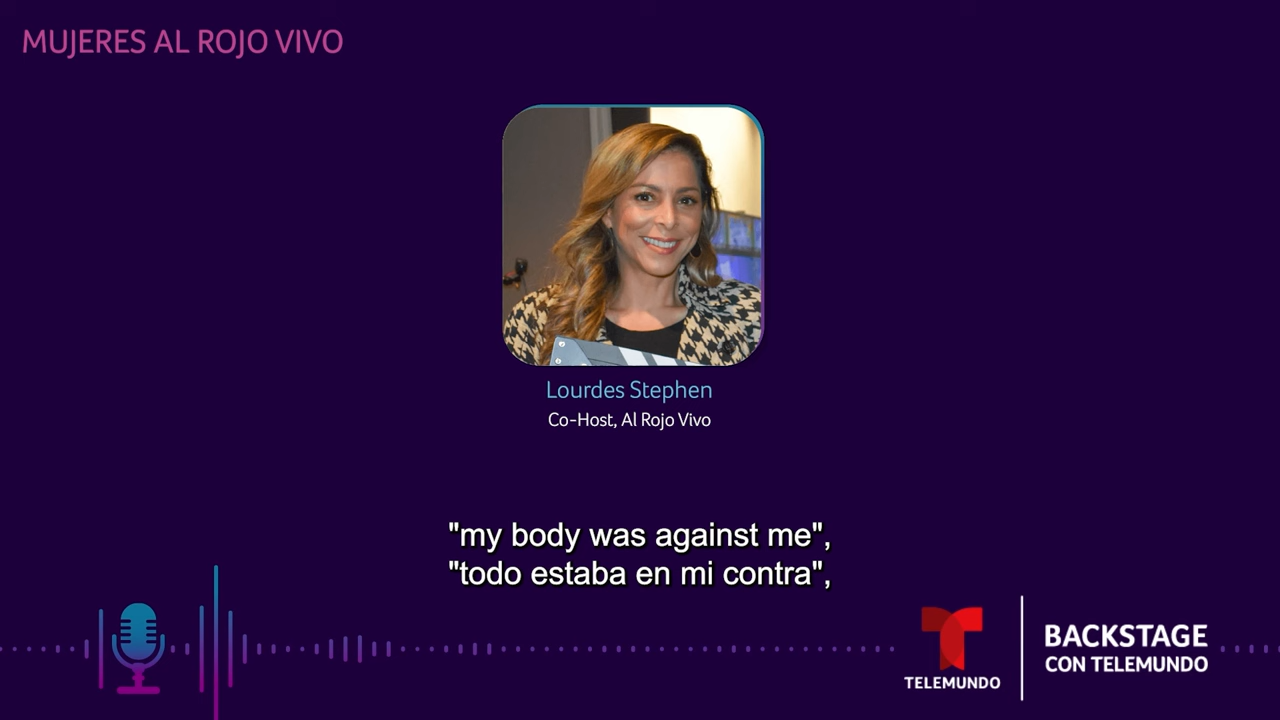 MUJERES AL ROJO VIVO
Lourdes Stephen
Co-Host, Al Rojo Vivo
"my body was against me",
"todo estaba en mi contra",
TELEMUNDO
BACKSTAGE
CON TELEMUNDO